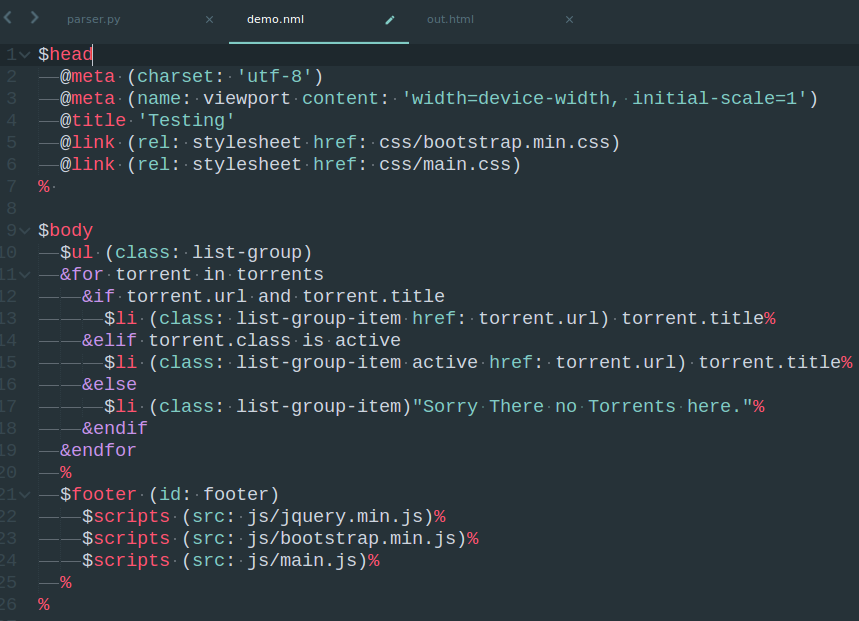 parser.py × demo.nml out.html ×
1 $head
2 @meta (charset: 'utf-8')
3 @meta (name: viewport content: 'width=device-width, initial-scale=1')
4 @title 'Testing'
5 @link (rel: stylesheet href: css/bootstrap.min.css)
6 @link (rel: stylesheet href: css/main.css)
7 %
8
9 $body
10 $ul (class: list-group)
11 &for torrent in torrents
12 &if torrent.url and torrent.title
13 $li (class: list-group-item href: torrent.url) torrent.title%
14 &elif torrent.class is active
15 $li (class: list-group-item active href: torrent.url) torrent.title%
16 &else
17 $li (class: list-group-item)"Sorry There no Torrents here."%
18 &endif
19 &endfor
20 %
21 $footer (id: footer)
22 $scripts (src: js/jquery.min.js)%
23 $scripts (src: js/bootstrap.min.js)%
24 $scripts (src: js/main.js)%
25 %
26 %